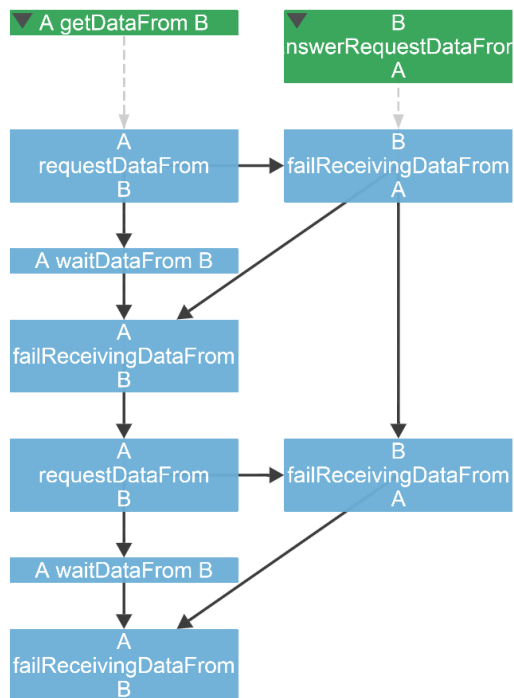 A getDataFrom B
B
nswerRequestDataFron
A
A
requestDataFrom
B
B
failReceivingDataFrom
A
A waitDataFrom B
A
failReceivingDataFrom
B
A
requestDataFrom
B
B
failReceivingDataFrom
A
A waitDataFrom B
A
failReceivingDataFrom
B